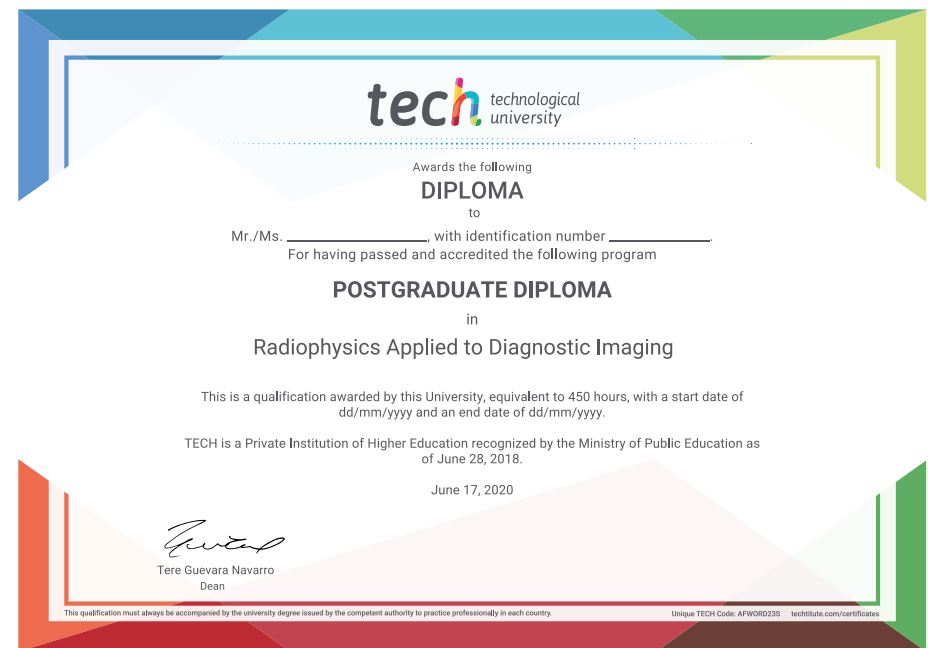 tech technological
university
Awards the following
DIPLOMA
to
Mr./Ms. ____________________, with identification number ______________.
For having passed and accredited the following program
POSTGRADUATE DIPLOMA
in
Radiophysics Applied to Diagnostic Imaging
This is a qualification awarded by this University, equivalent to 450 hours, with a start date of
dd/mm/yyyy and an end date of dd/mm/yyyy.
TECH is a Private Institution of Higher Education recognized by the Ministry of Public Education as
of June 28, 2018.
June 17, 2020
Tere Guevara Navarro
Dean
This qualification must always be accompanied by the university degree issued by the competent authority to practice professionally in each country.
Unique TECH Code: AFWORD23S techtitute.com/certificates